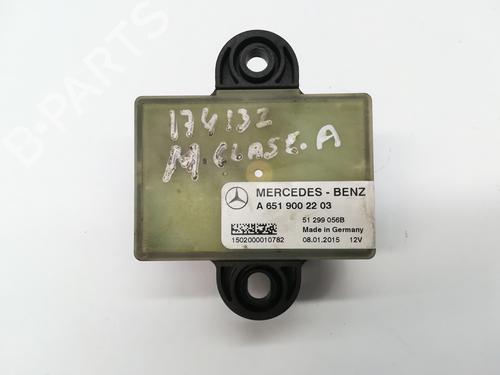 B-PARTS
174132
M. CLASE. A
MERCEDES - BENZ
A 651 900 22 03
51 299 056B
Made in Germany
1502000010782 08.01.2015 12V